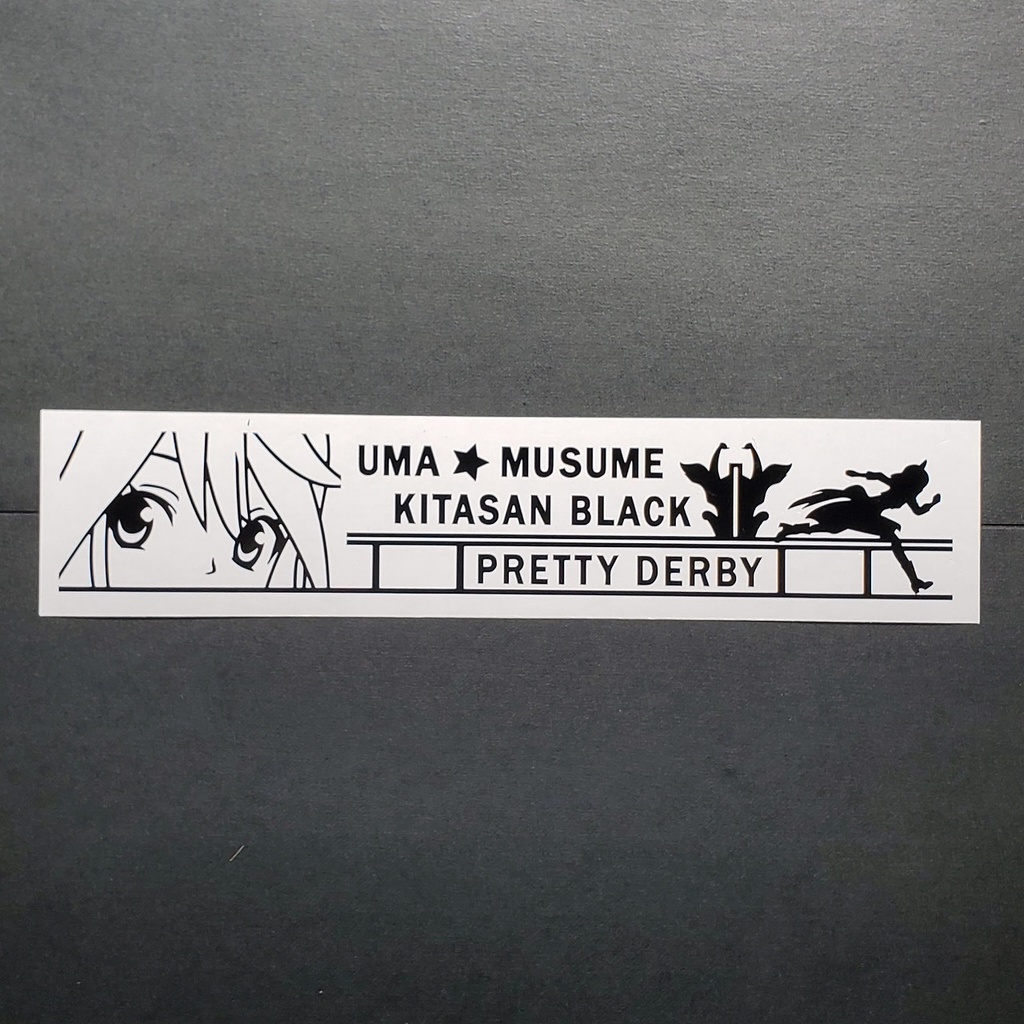 UMA ★ MUSUME
KITASAN BLACK
PRETTY DERBY